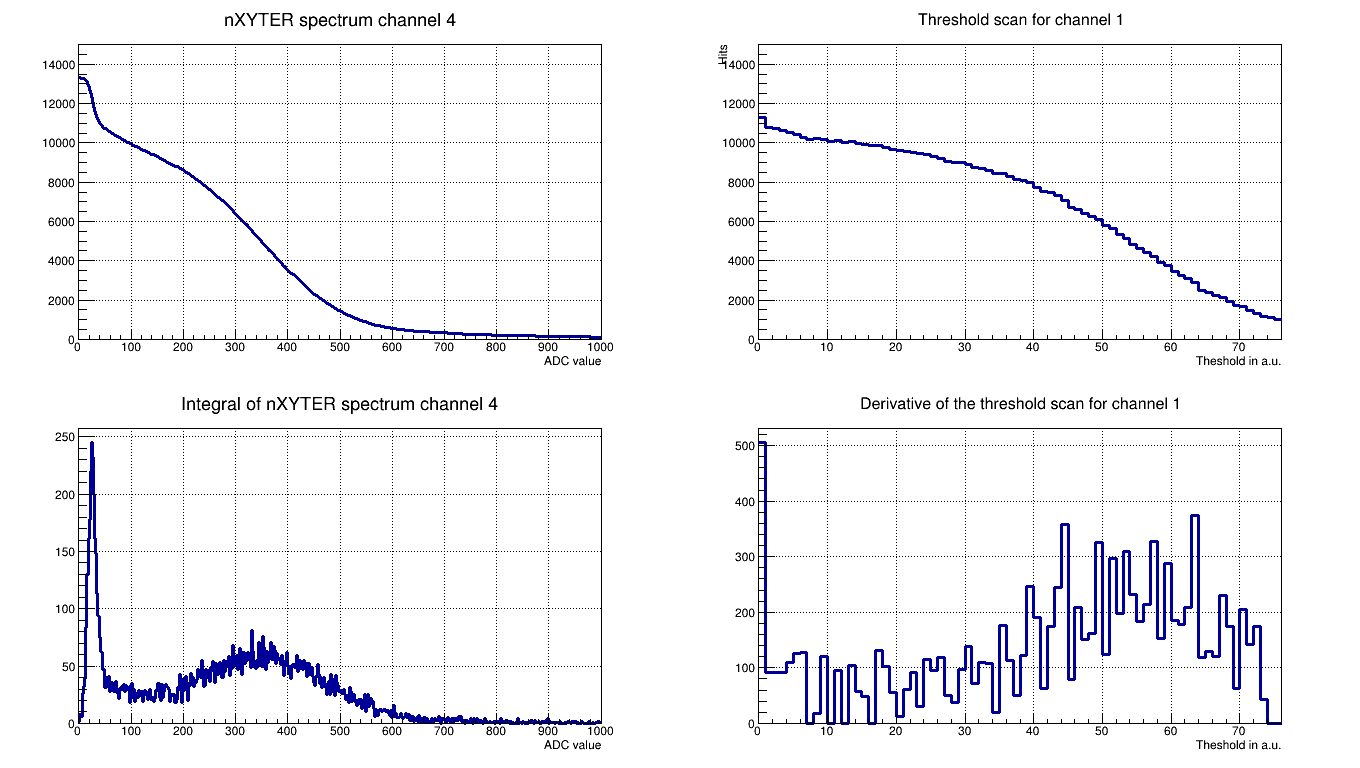 nXYTER spectrum channel 4
14000
12000
10000
8000
6000
4000
2000
0
0 100 200 300 400 500 600 700 800 900 1000
ADC value
Threshold scan for channel 1
Hits
14000
12000
10000
8000
6000
4000
2000
0
0 10 20 30 40 50 60 70
Theshold in a.u.
Integral of nXYTER spectrum channel 4
250
200
150
100
50
0
0 100 200 300 400 500 600 700 800 900 1000
ADC value
Derivative of the threshold scan for channel 1
500
400
300
200
100
0
0 10 20 30 40 50 60 70
Theshold in a.u.